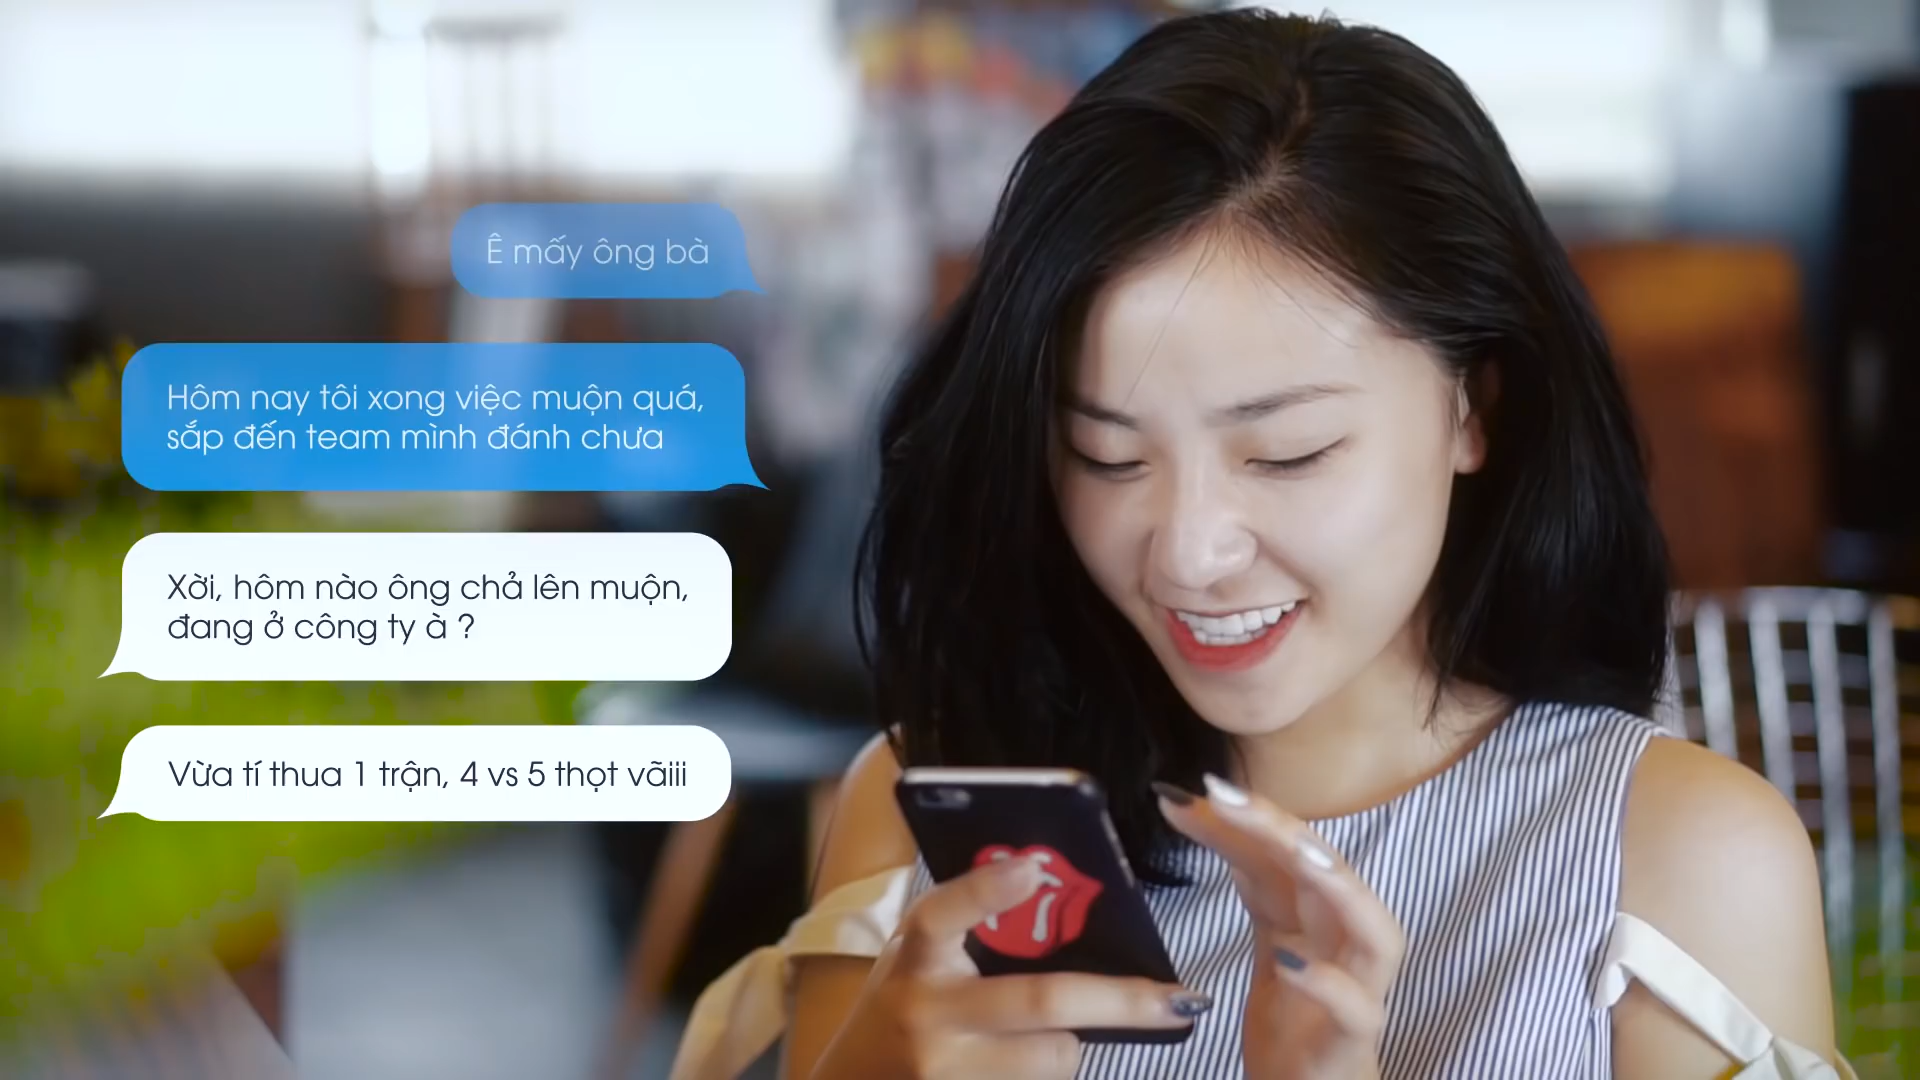 Ê mấy ông bà
Hôm nay tôi xong việc muộn quá,
sắp đến team mình đánh chưa
Xời, hôm nào ông chả lên muộn,
đang ở công ty à ?
Vừa tí thua 1 trận, 4 vs 5 thọt vãiii